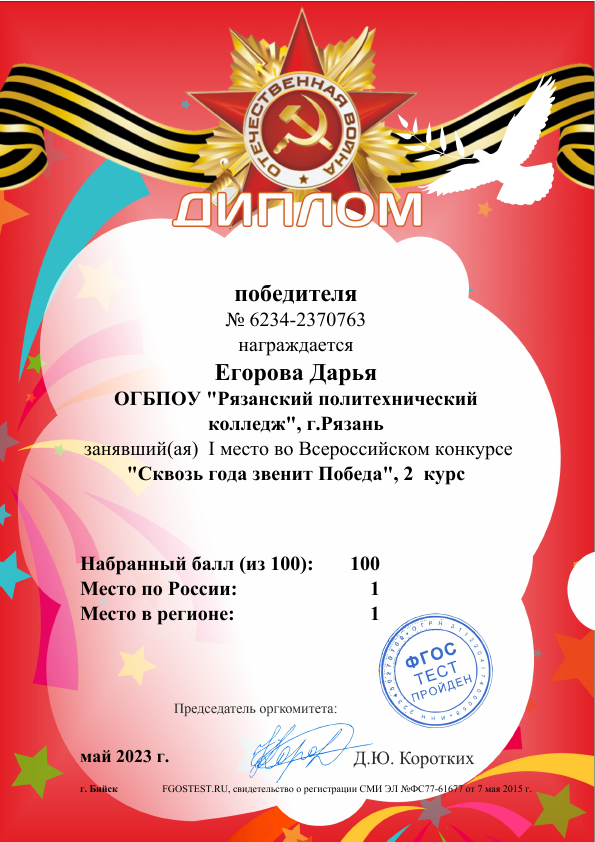 ОТЕЧЕСТВЕННАЯ ВОЙНА
ДИПЛОМ
победителя
№ 6234-2370763
награждается
Егорова Дарья
ОГБПОУ "Рязанский политехнический
колледж", г.Рязань
занявший(ая) I место во Всероссийском конкурсе
"Сквозь года звенит Победа", 2 курс
Набранный балл (из 100): 100
Место по России: 1
Место в регионе: 1
ФГОС
ТЕСТ
ПРОЙДЕН
Председатель оргкомитета:
май 2023 г. Д.Ю. Коротких
г. Бийск FGOSTEST.RU, свидетельство о регистрации СМИ ЭЛ №ФС77-61677 от 7 мая 2015 г.